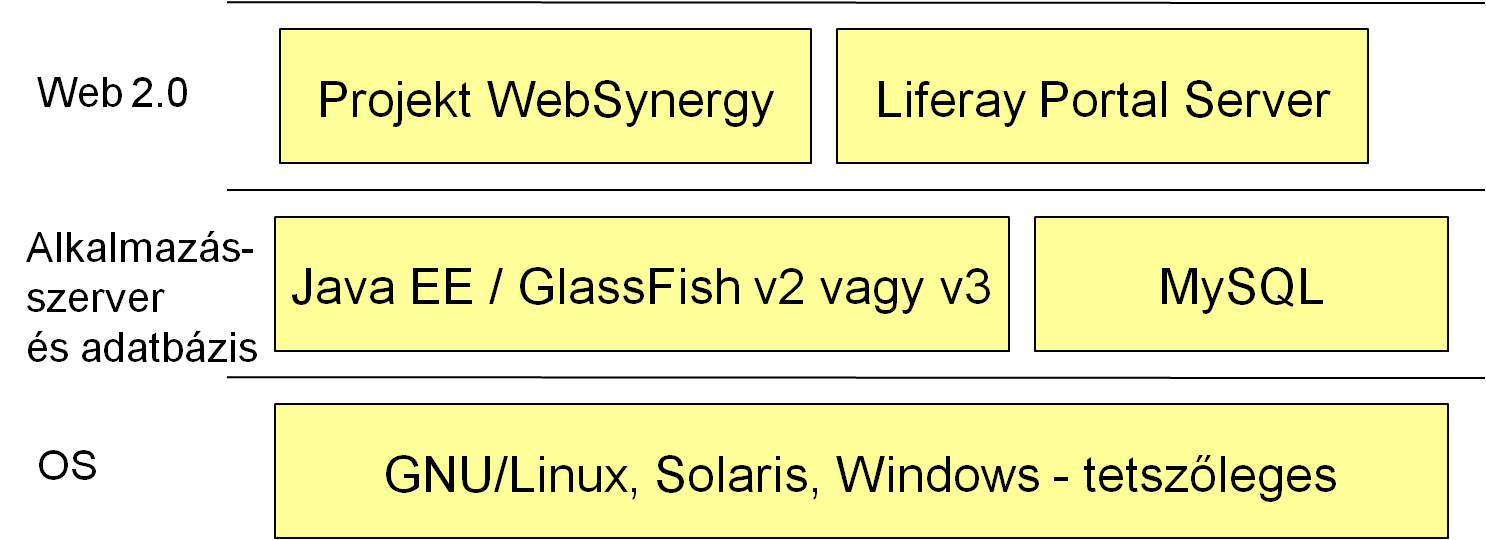 Web 2.0
Projekt WebSynergy
Liferay Portal Server
Alkalmazás-
szerver
és adatbázis
Java EE / GlassFish v2 vagy v3
MySQL
OS
GNU/Linux, Solaris, Windows - tetszőleges